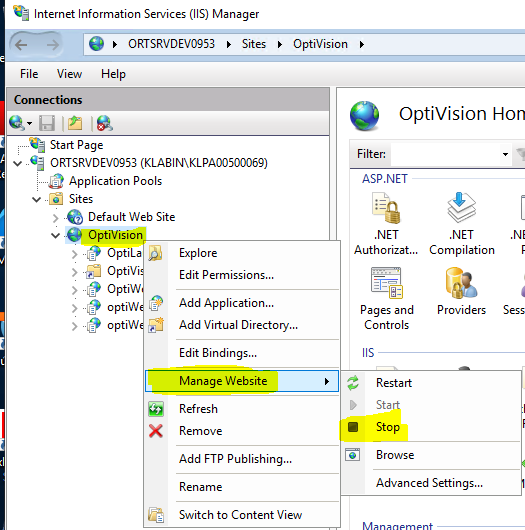 Internet Information Services (IIS) Manager
ORTSRVDEV0953 Sites OptiVision
File View Help
Connections
Start Page
ORTSRVDEV0953 (KLABIN\KLPA00500069)
Application Pools
Sites
Default Web Site
OptiVision
OptiLa
OptiVis
OptiWe
optiWe
optiWe
Explore
Edit Permissions...
Add Application...
Add Virtual Directory...
Edit Bindings...
Manage Website
Refresh
Remove
Add FTP Publishing...
Rename
Switch to Content View
Restart
Start
Stop
Browse
Advanced Settings...
OptiVision Hom
Filter:
ASP.NET
.NET
Authorizat...
.NET
Compilation
.NET
Pages and
Controls
Providers
Sess
IIS
Management